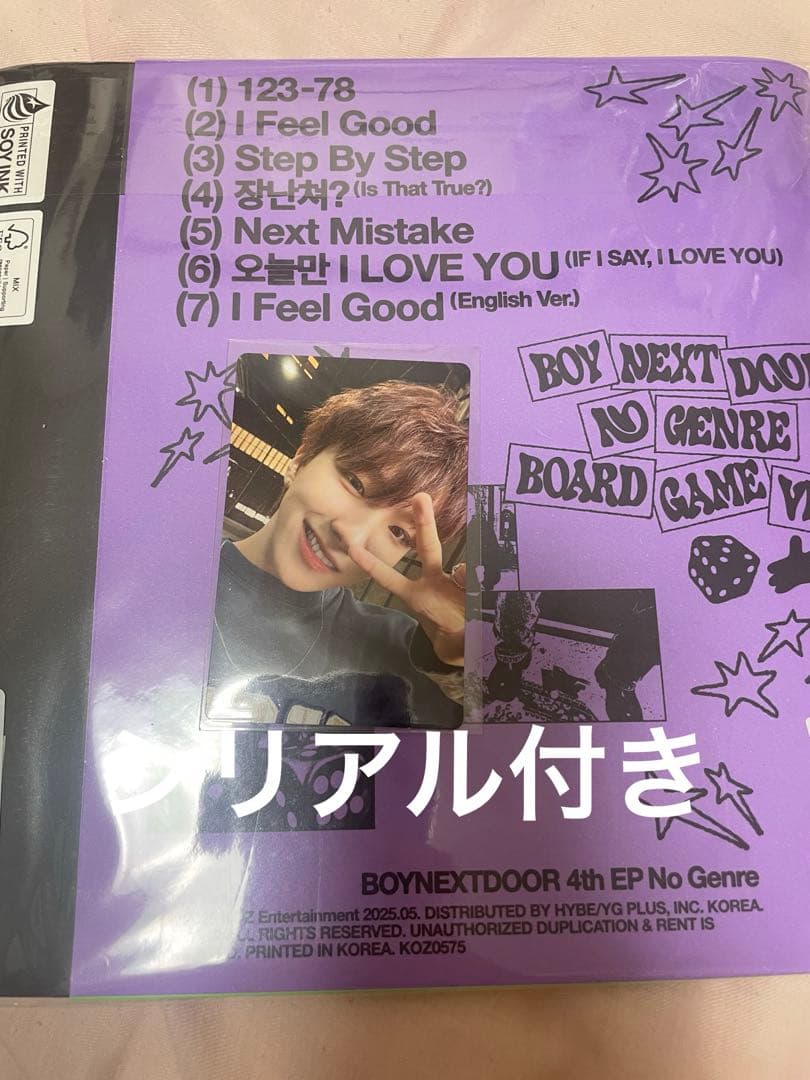 (1) 123-78
(2) I Feel Good
(3) Step By Step
(4) 장난쳐? (Is That True?)
(5) Next Mistake
(6) 오늘만 I LOVE YOU (IF I SAY, I LOVE YOU)
(7) I Feel Good (English Ver.)
PRINTED WITH
SOY INK
MIX
BOY NEXT DOO
NO GENRE
BOARD GAME
シリアル付き
BOYNEXTDOOR 4th EP No Genre
Z Entertainment 2025.05. DISTRIBUTED BY HYBE/YG PLUS, INC. KOREA.
ALL RIGHTS RESERVED. UNAUTHORIZED DUPLICATION & RENT IS
PRINTED IN KOREA. KOZ0575